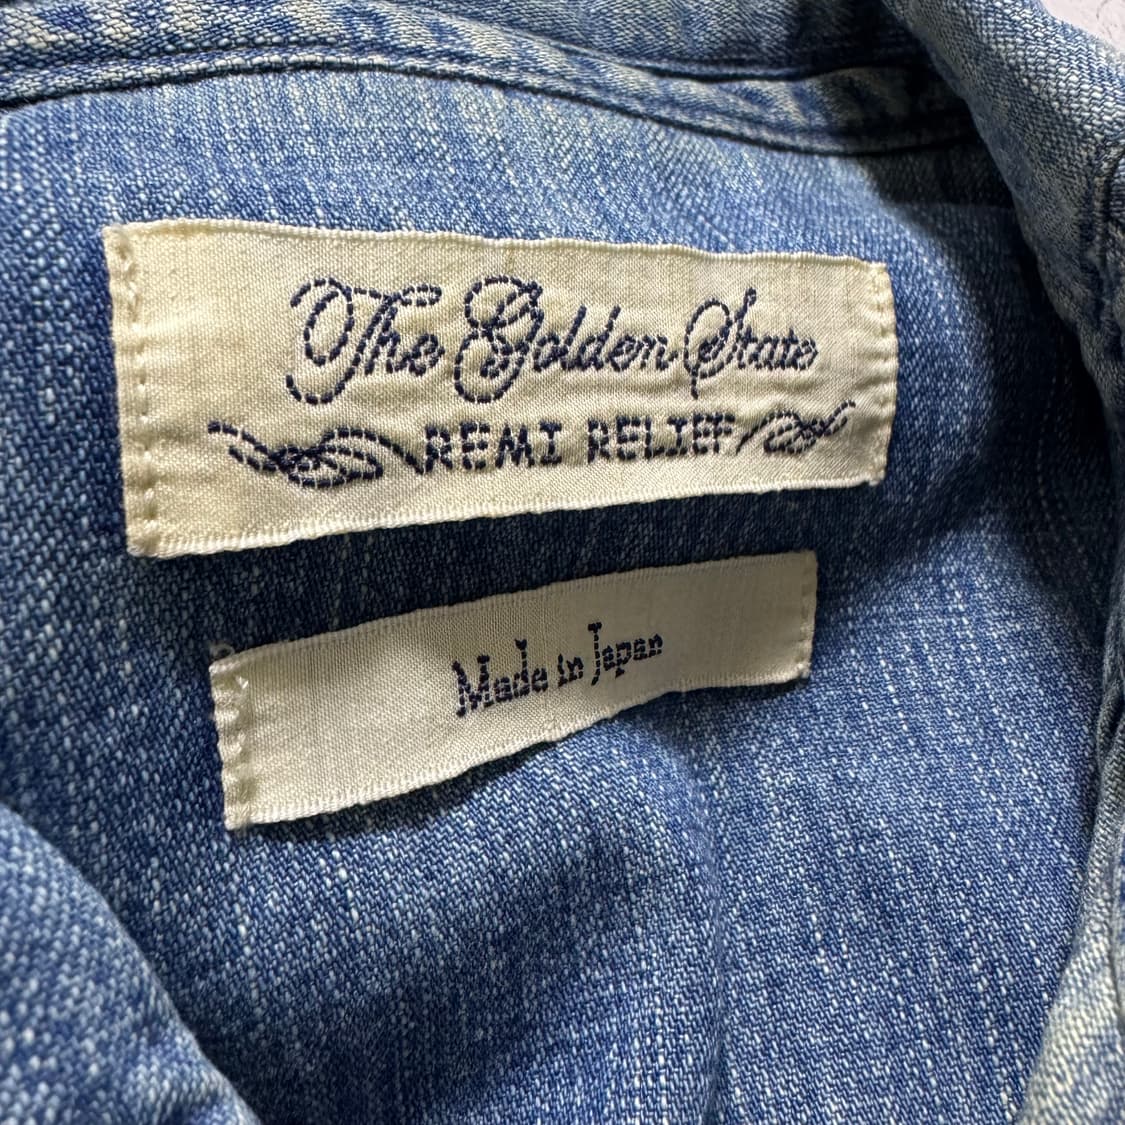 The Golden State
REMI RELIEF
Made in Japan